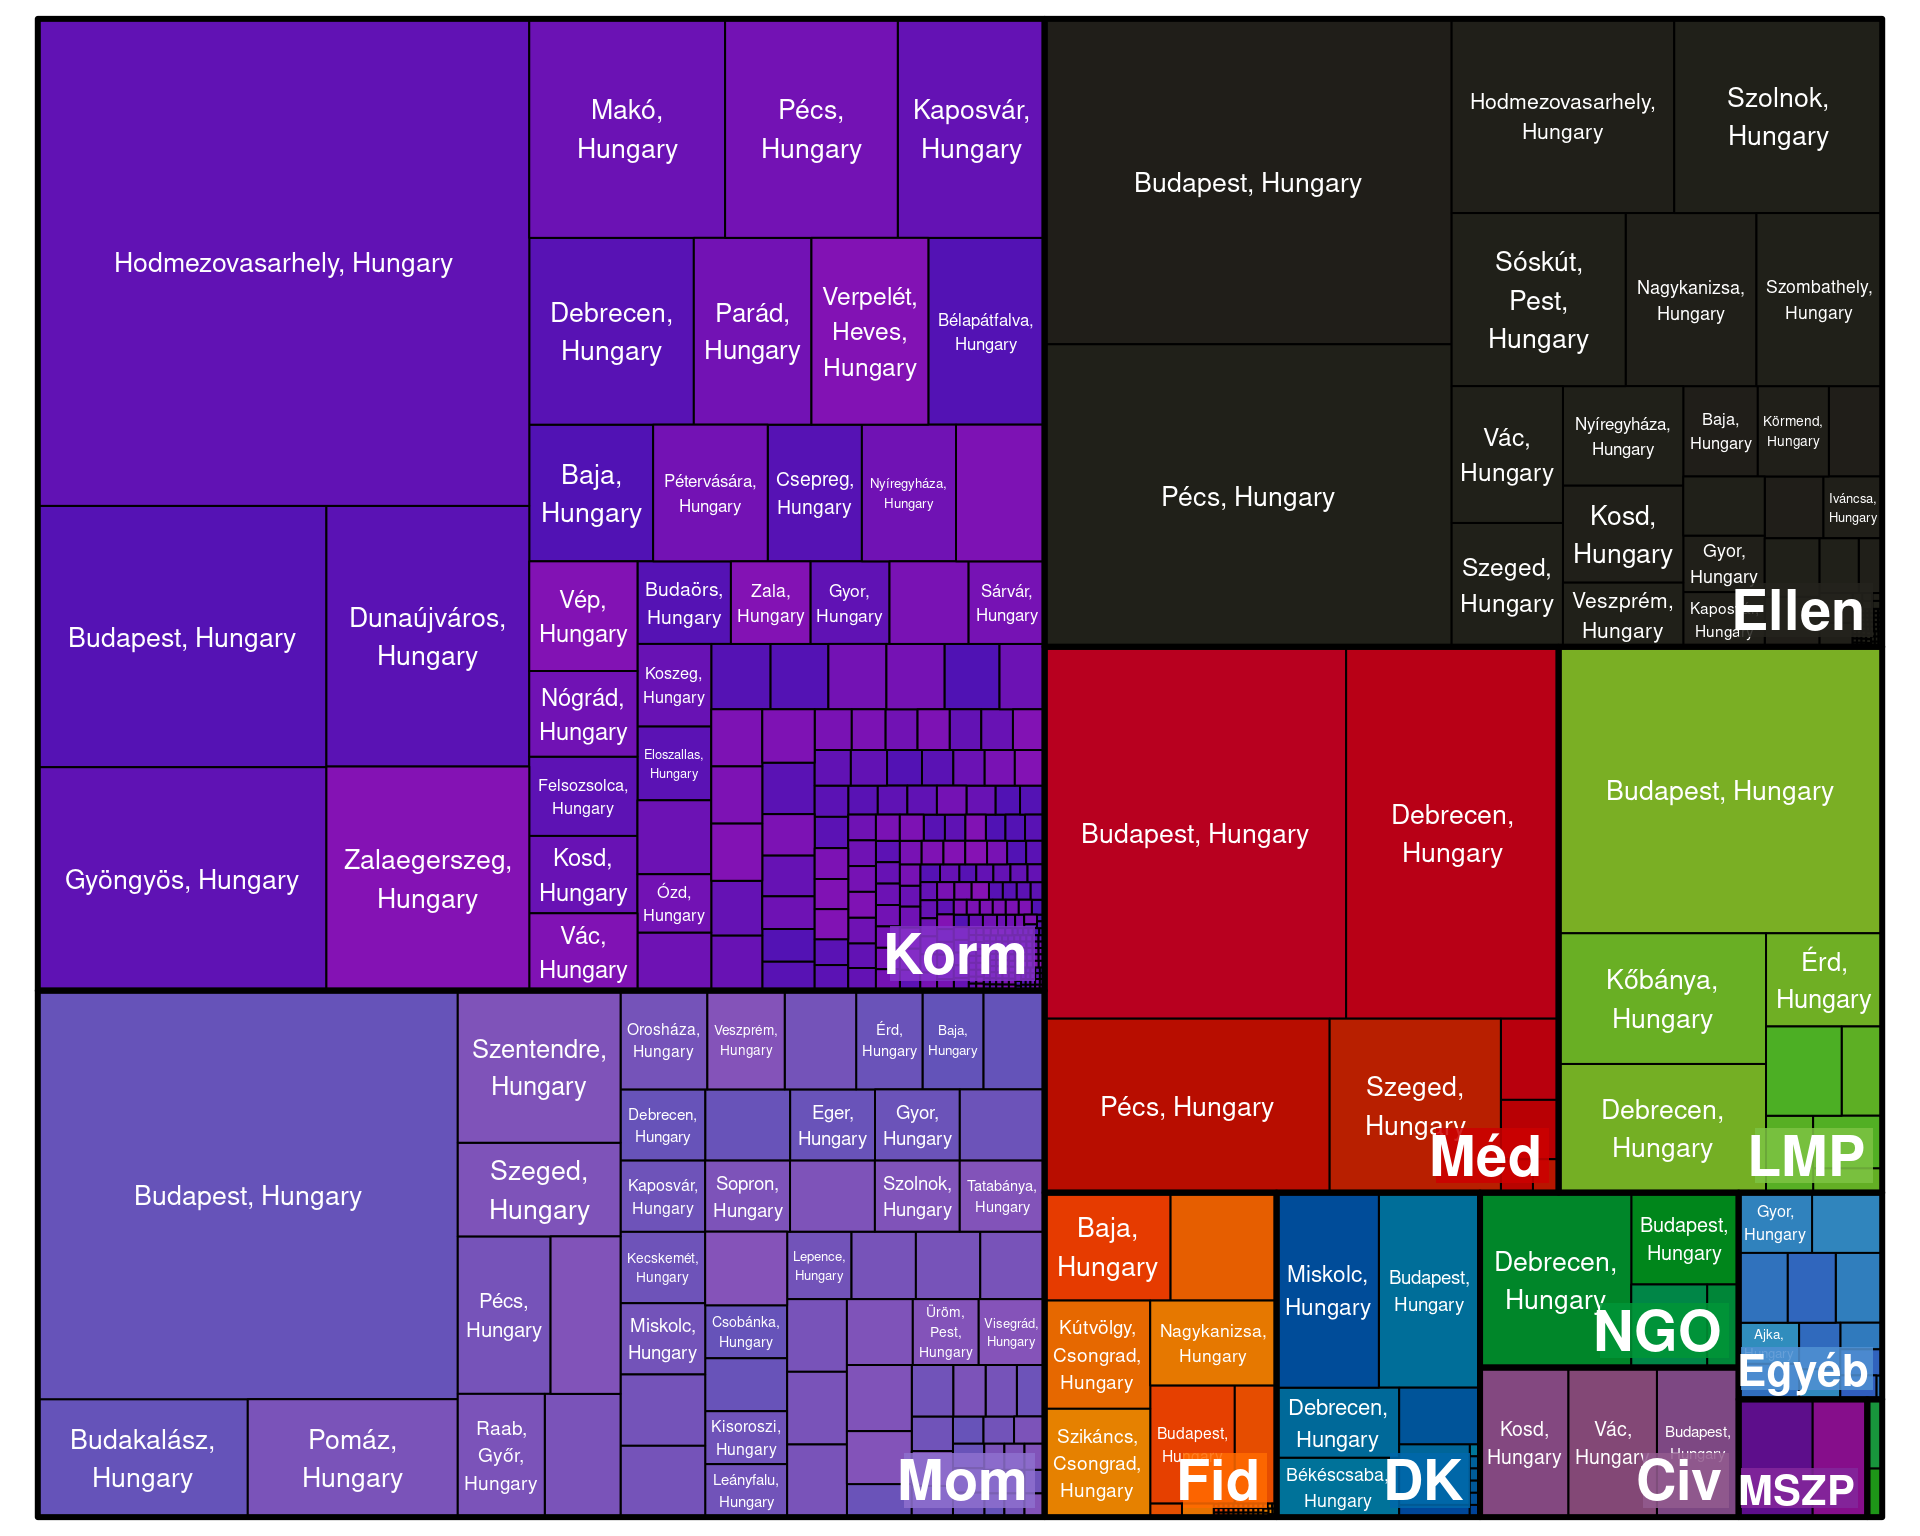 Hodmezovasarhely, Hungary
Budapest, Hungary
Dunaújváros,
Hungary
Gyöngyös, Hungary
Zalaegerszeg,
Hungary
Makó,
Hungary
Pécs,
Hungary
Kaposvár,
Hungary
Debrecen,
Hungary
Parád,
Hungary
Verpelét,
Heves,
Hungary
Bélapátfalva,
Hungary
Baja,
Hungary
Pétervására,
Hungary
Csepreg,
Hungary
Nyíregyháza,
Hungary
Vép,
Hungary
Budaörs,
Hungary
Zala,
Hungary
Gyor,
Hungary
Sárvár,
Hungary
Nógrád,
Hungary
Koszeg,
Hungary
Felsozsolca,
Hungary
Eloszallas,
Hungary
Kosd,
Hungary
Ózd,
Hungary
Vác,
Hungary
Korm
Budapest, Hungary
Budakalász,
Hungary
Pomáz,
Hungary
Szentendre,
Hungary
Szeged,
Hungary
Pécs,
Hungary
Raab,
Győr,
Hungary
Orosháza,
Hungary
Veszprém,
Hungary
Érd,
Hungary
Baja,
Hungary
Debrecen,
Hungary
Eger,
Hungary
Gyor,
Hungary
Kaposvár,
Hungary
Sopron,
Hungary
Szolnok,
Hungary
Tatabánya,
Hungary
Kecskemét,
Hungary
Lepence,
Hungary
Miskolc,
Hungary
Csobánka,
Hungary
Üröm,
Pest,
Hungary
Visegrád,
Hungary
Kisoroszi,
Hungary
Leányfalu,
Hungary
Mom
Budapest, Hungary
Pécs, Hungary
Hodmezovasarhely,
Hungary
Szolnok,
Hungary
Sóskút,
Pest,
Hungary
Nagykanizsa,
Hungary
Szombathely,
Hungary
Vác,
Hungary
Nyíregyháza,
Hungary
Baja,
Hungary
Körmend,
Hungary
Kosd,
Hungary
Iváncsa,
Hungary
Szeged,
Hungary
Gyor,
Hungary
Veszprém,
Hungary
Hungary
Ellen
Budapest, Hungary
Debrecen,
Hungary
Pécs, Hungary
Szeged,
Hungary
Méd
Budapest, Hungary
Kőbánya,
Hungary
Érd,
Hungary
Debrecen,
Hungary
LMP
Baja,
Hungary
Kútvölgy,
Csongrad,
Hungary
Nagykanizsa,
Hungary
Szikáncs,
Csongrad,
Hungary
Budapest,
Hungary
Fid
Miskolc,
Hungary
Budapest,
Hungary
Debrecen,
Hungary
Békéscsaba,
Hungary
DK
Debrecen,
Hungary
Budapest,
Hungary
NGO
Kosd,
Hungary
Vác,
Hungary
Budapest,
Hungary
Civ
Gyor,
Hungary
Ajka,
Hungary
Egyéb
MSZP